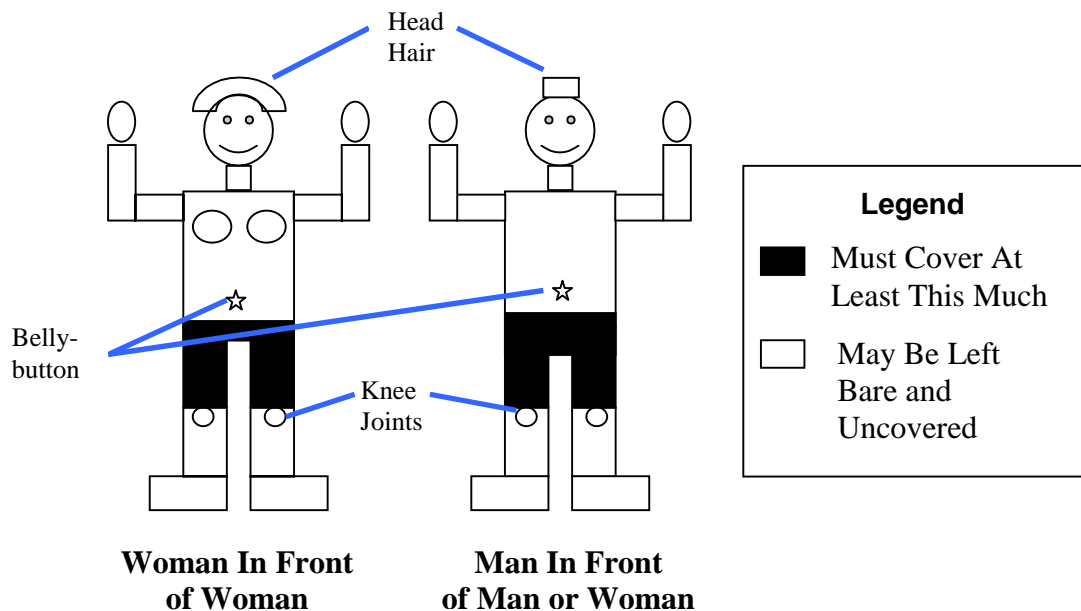 Head
Hair
Legend
Must Cover At
Least This Much
Belly-
button
May Be Left
Bare and
Uncovered
Knee
Joints
Woman In Front
of Woman
Man In Front
of Man or Woman